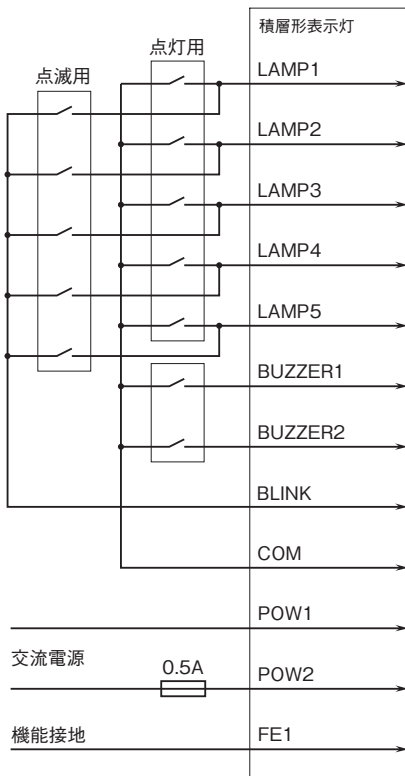 積層形表示灯
点灯用
点滅用
LAMP1
LAMP2
LAMP3
LAMP4
LAMP5
BUZZER1
BUZZER2
BLINK
COM
POW1
交流電源
0.5A
POW2
機能接地
FE1